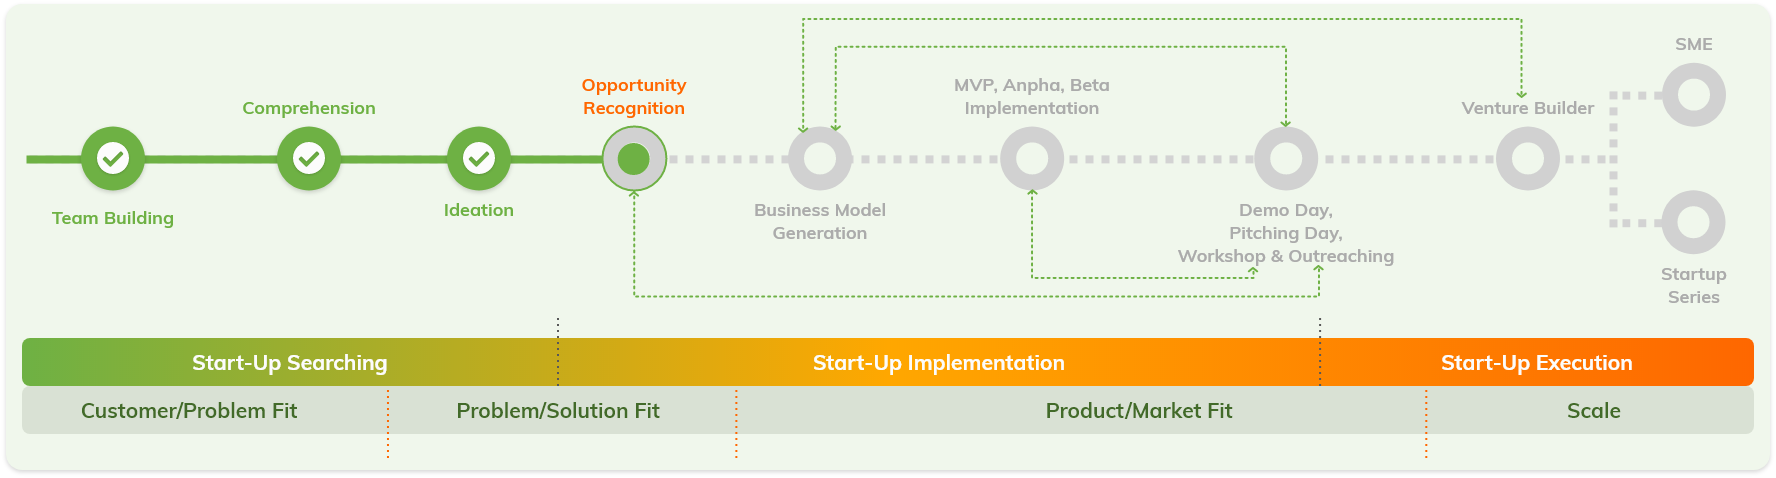 SME
Opportunity
Recognition
MVP, Anpha, Beta
Implementation
Comprehension
Venture Builder
Team Building
Ideation
Business Model
Generation
Demo Day,
Pitching Day,
Workshop & Outreaching
Startup
Series
Start-Up Searching
Start-Up Implementation
Start-Up Execution
Customer/Problem Fit
Problem/Solution Fit
Product/Market Fit
Scale